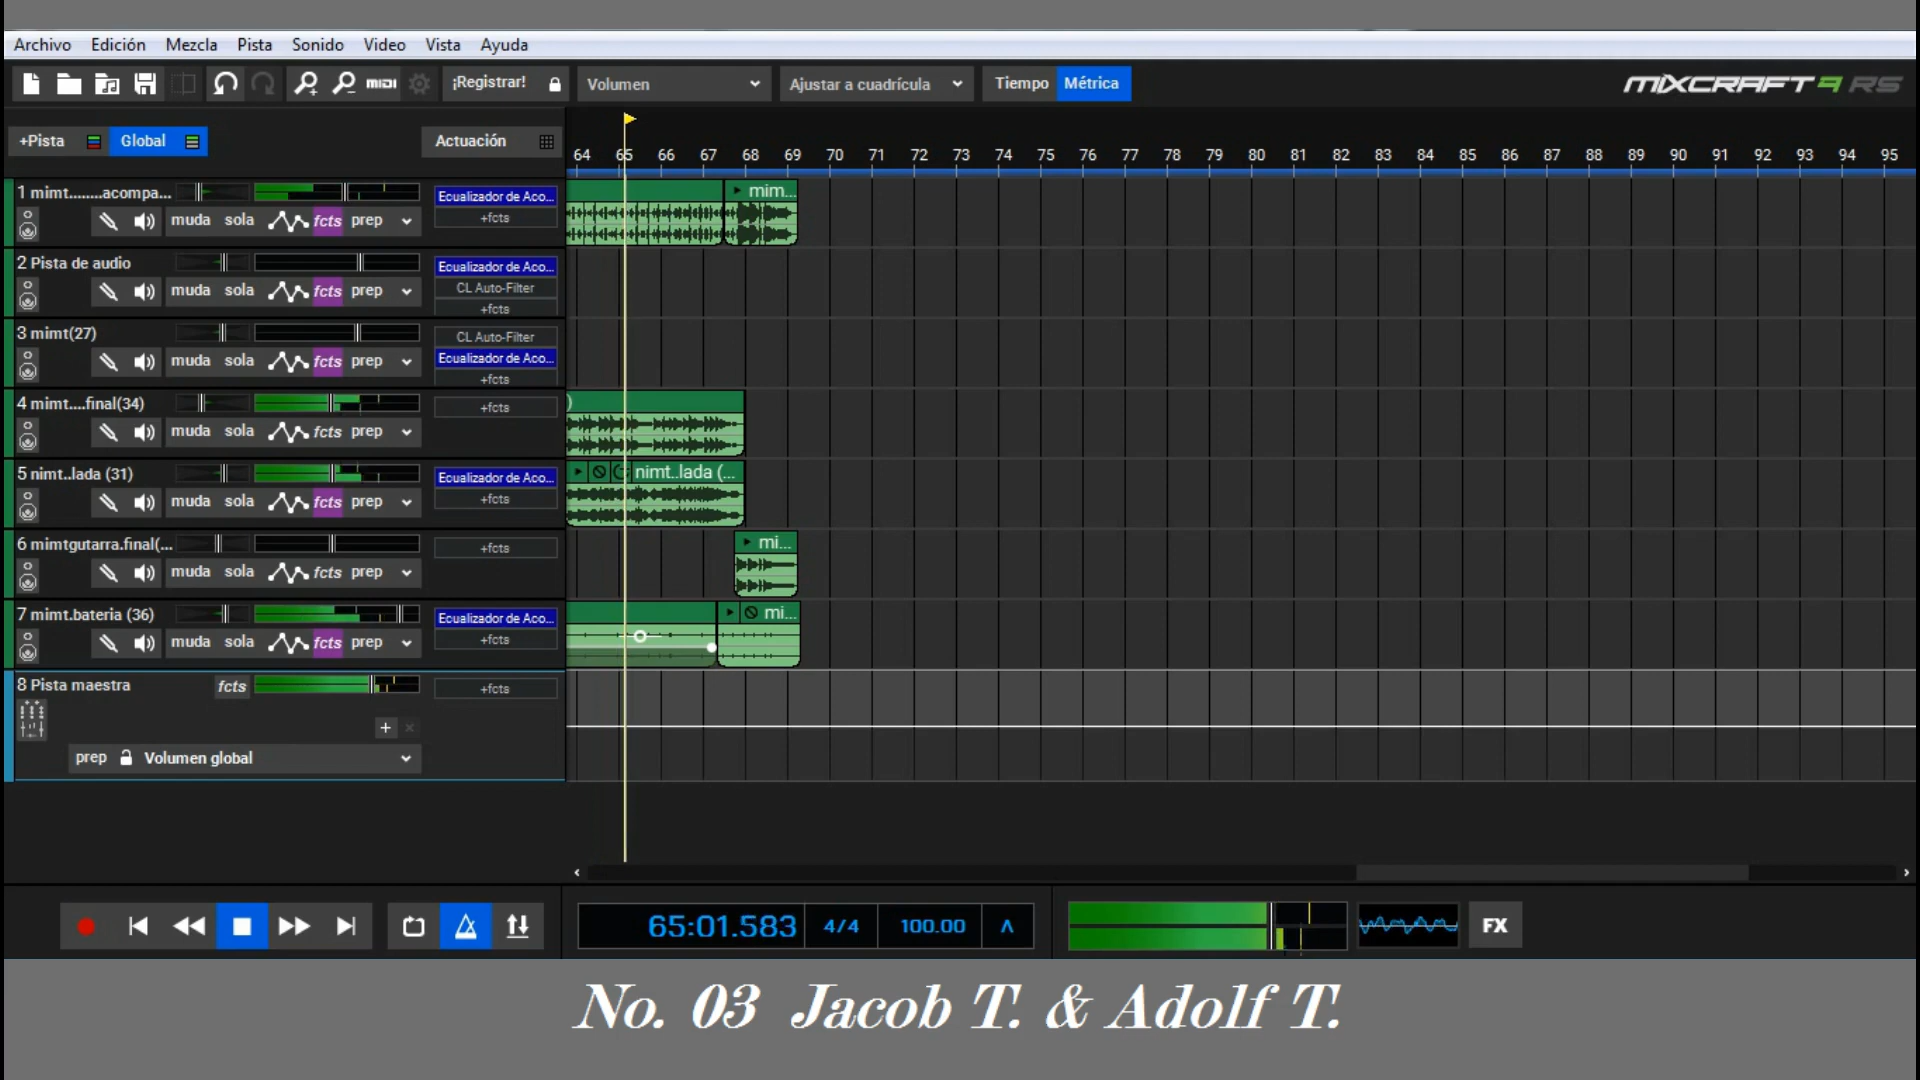 Archivo Edición Mezcla Pista Sonido Video Vista Ayuda
MIDI ¡Registrar! Volumen Ajustar a cuadrícula Tiempo Métrica MIXCRAFT 9 RS
+Pista Global Actuación
64 65 66 67 68 69 70 71 72 73 74 75 76 77 78 79 80 81 82 83 84 85 86 87 88 89 90 91 92 93 94 95
1 mimt........acompa... Ecualizador de Aco... mim...
muda sola fcts prep +fcts
2 Pista de audio Ecualizador de Aco...
muda sola fcts prep CL Auto-Filter
+fcts
3 mimt(27) CL Auto-Filter
muda sola fcts prep Ecualizador de Aco...
+fcts
4 mimt....final(34) +fcts )
muda sola fcts prep
5 nimt..lada (31) Ecualizador de Aco... nimt..lada (...
muda sola fcts prep +fcts
6 mimtgutarra.final(... +fcts mi...
muda sola fcts prep
7 mimt.bateria (36) Ecualizador de Aco... mi...
muda sola fcts prep +fcts
8 Pista maestra fcts +fcts
+ ×
prep Volumen global
65:01.583 4/4 100.00 A FX
No. 03 Jacob T. & Adolf T.